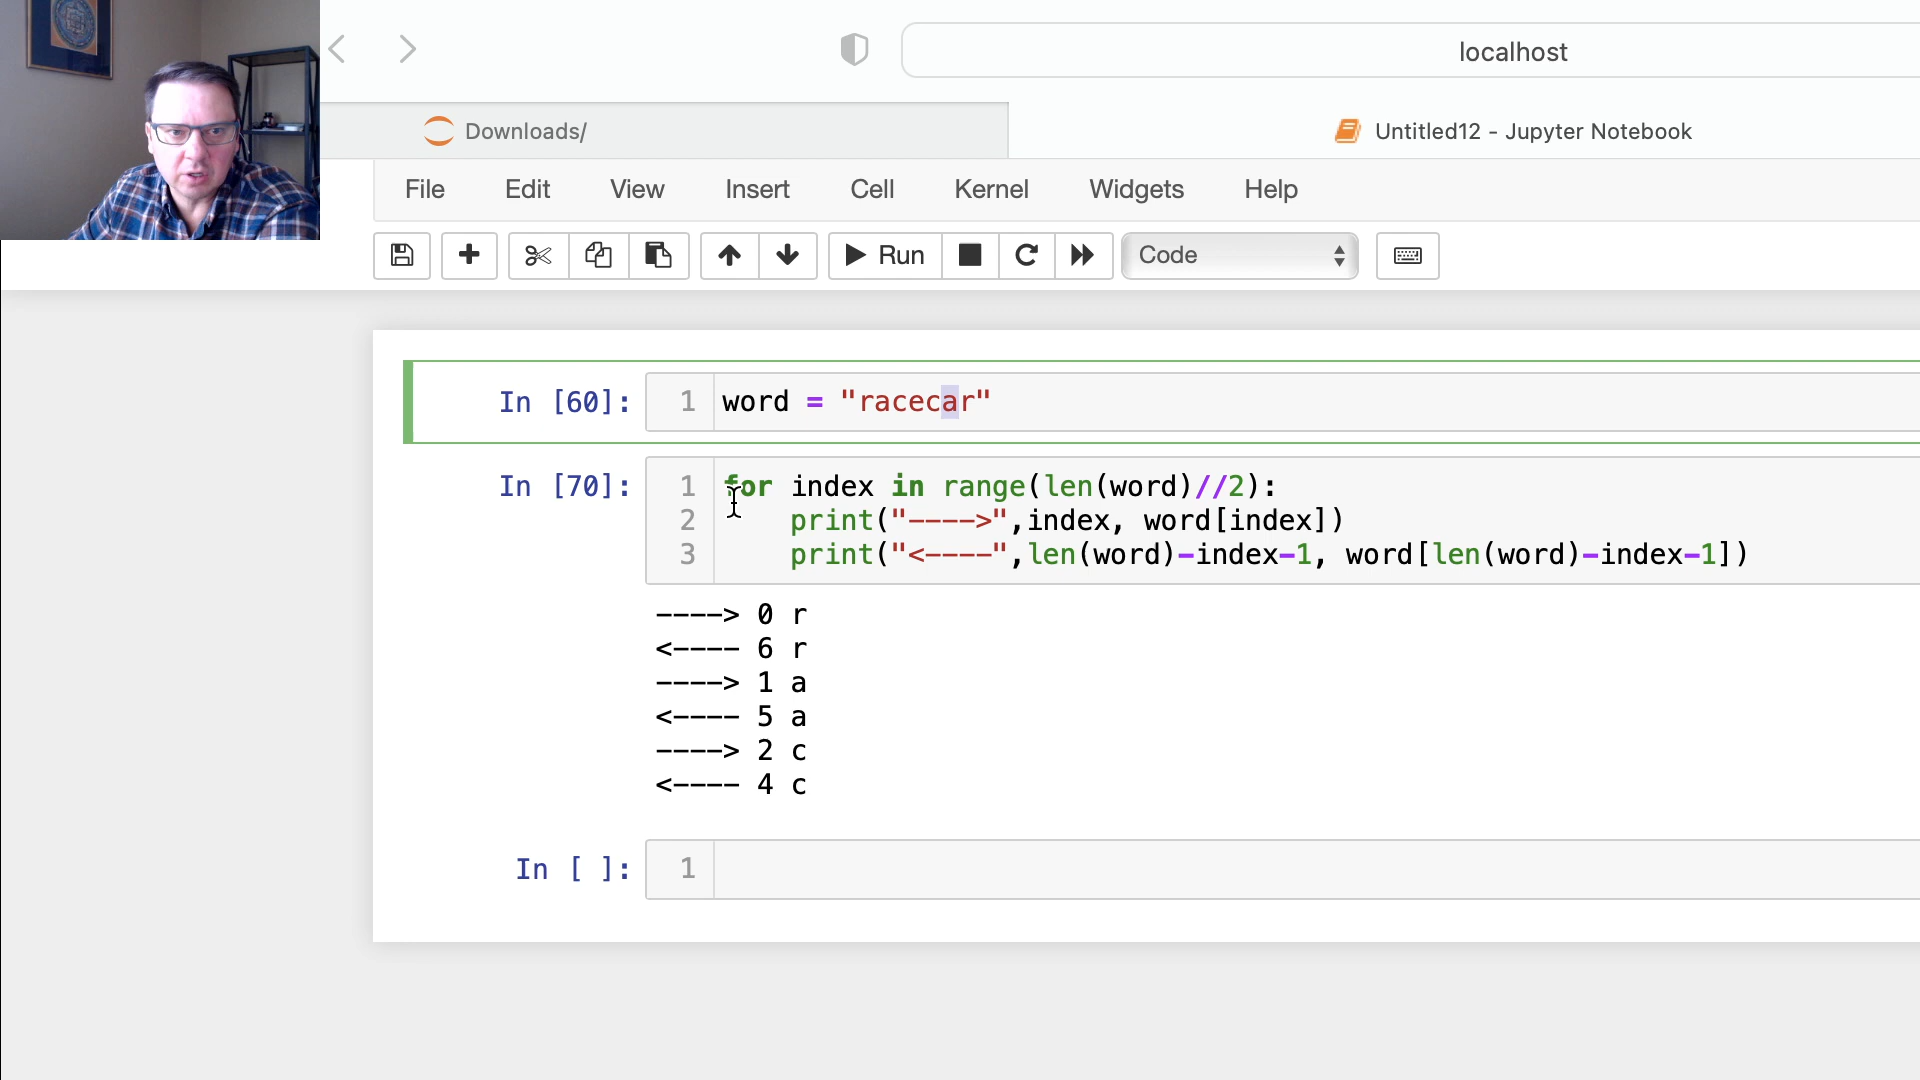 localhost
Downloads/
Untitled12 - Jupyter Notebook
File Edit View Insert Cell Kernel Widgets Help
Run Code
In [60]: 1 word = "racecar"
In [70]: 1 for index in range(len(word)//2):
2 print("---->",index, word[index])
3 print("<----",len(word)-index-1, word[len(word)-index-1])
----> 0 r
<---- 6 r
----> 1 a
<---- 5 a
----> 2 c
<---- 4 c
In [ ]: 1